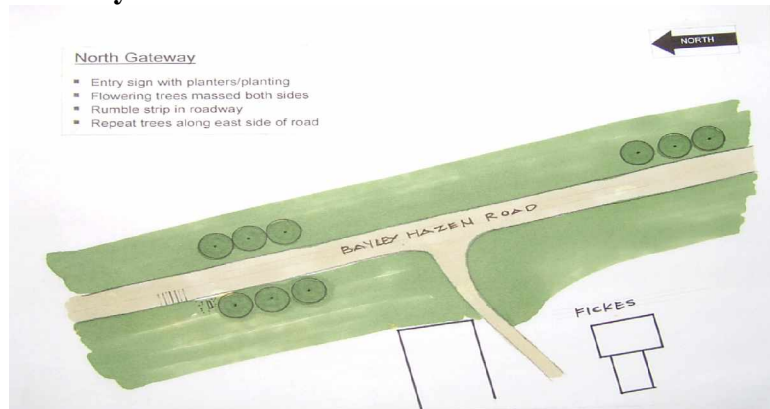 North Gateway
NORTH
▪ Entry sign with planters/planting
▪ Flowering trees massed both sides
▪ Rumble strip in roadway
▪ Repeat trees along east side of road
BAYLEY HAZEN ROAD
FICKES